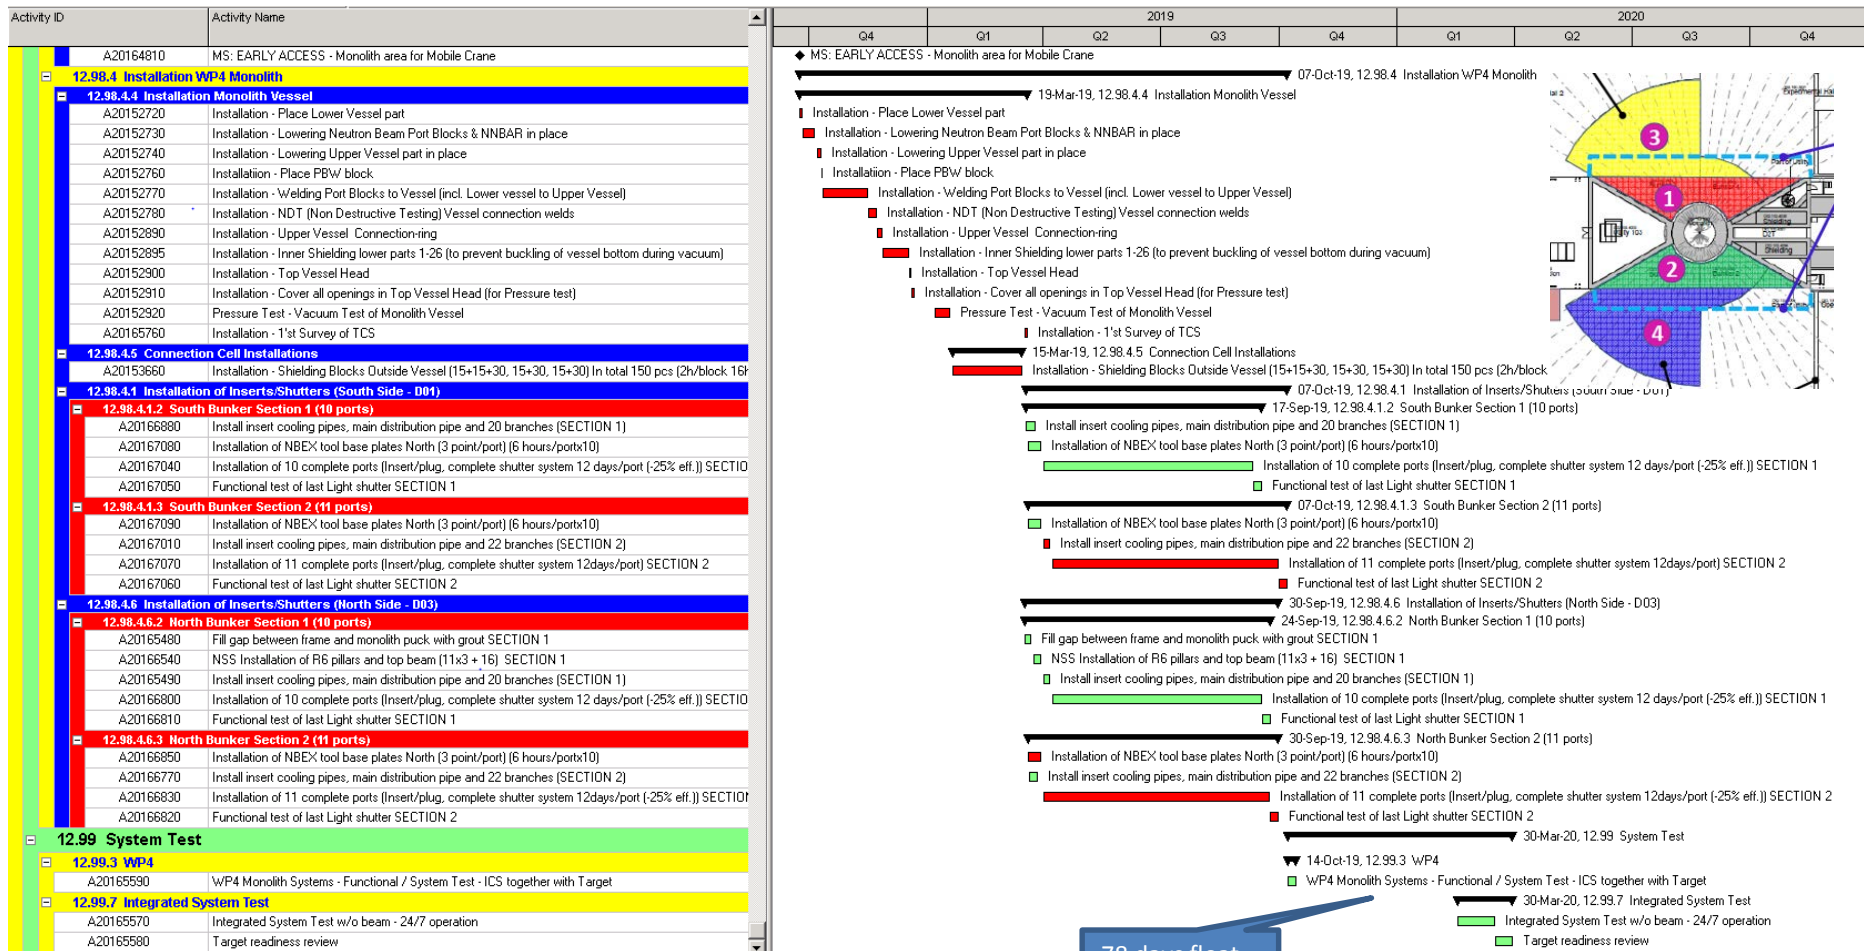 Activity ID Activity Name 2019 2020
Q4 Q1 Q2 Q3 Q4 Q1 Q2 Q3 Q4
A20164810 MS: EARLY ACCESS - Monolith area for Mobile Crane MS: EARLY ACCESS - Monolith area for Mobile Crane
12.98.4 Installation WP4 Monolith 07-Oct-19, 12.98.4 Installation WP4 Monolith
12.98.4.4 Installation Monolith Vessel 19-Mar-19, 12.98.4.4 Installation Monolith Vessel
A20152720 Installation - Place Lower Vessel part Installation - Place Lower Vessel part
A20152730 Installation - Lowering Neutron Beam Port Blocks & NNBAR in place Installation - Lowering Neutron Beam Port Blocks & NNBAR in place
A20152740 Installation - Lowering Upper Vessel part in place Installation - Lowering Upper Vessel part in place
A20152760 Installatiion - Place PBW block Installatiion - Place PBW block
A20152770 Installation - Welding Port Blocks to Vessel (incl. Lower vessel to Upper Vessel) Installation - Welding Port Blocks to Vessel (incl. Lower vessel to Upper Vessel)
A20152780 Installation - NDT (Non Destructive Testing) Vessel connection welds Installation - NDT (Non Destructive Testing) Vessel connection welds
A20152890 Installation - Upper Vessel Connection-ring Installation - Upper Vessel Connection-ring
A20152895 Installation - Inner Shielding lower parts 1-26 (to prevent buckling of vessel bottom during vacuum) Installation - Inner Shielding lower parts 1-26 (to prevent buckling of vessel bottom during vacuum)
A20152900 Installation - Top Vessel Head Installation - Top Vessel Head
A20152910 Installation - Cover all openings in Top Vessel Head (for Pressure test) Installation - Cover all openings in Top Vessel Head (for Pressure test)
A20152920 Pressure Test - Vacuum Test of Monolith Vessel Pressure Test - Vacuum Test of Monolith Vessel
A20165760 Installation - 1'st Survey of TCS Installation - 1'st Survey of TCS
12.98.4.5 Connection Cell Installations 15-Mar-19, 12.98.4.5 Connection Cell Installations
A20153660 Installation - Shielding Blocks Outside Vessel (15+15+30, 15+30, 15+30) In total 150 pcs (2h/block 16h Installation - Shielding Blocks Outside Vessel (15+15+30, 15+30, 15+30) In total 150 pcs (2h/block
12.98.4.1 Installation of Inserts/Shutters (South Side - D01) 07-Oct-19, 12.98.4.1 Installation of Inserts/Shutters (South Side - D01)
12.98.4.1.2 South Bunker Section 1 (10 ports) 17-Sep-19, 12.98.4.1.2 South Bunker Section 1 (10 ports)
A20166880 Install insert cooling pipes, main distribution pipe and 20 branches (SECTION 1) Install insert cooling pipes, main distribution pipe and 20 branches (SECTION 1)
A20167080 Installation of NBEX tool base plates North (3 point/port) (6 hours/portx10) Installation of NBEX tool base plates North (3 point/port) (6 hours/portx10)
A20167040 Installation of 10 complete ports (Insert/plug, complete shutter system 12 days/port (-25% eff.)) SECTIO Installation of 10 complete ports (Insert/plug, complete shutter system 12 days/port (-25% eff.)) SECTION 1
A20167050 Functional test of last Light shutter SECTION 1 Functional test of last Light shutter SECTION 1
12.98.4.1.3 South Bunker Section 2 (11 ports) 07-Oct-19, 12.98.4.1.3 South Bunker Section 2 (11 ports)
A20167090 Installation of NBEX tool base plates North (3 point/port) (6 hours/portx10) Installation of NBEX tool base plates North (3 point/port) (6 hours/portx10)
A20167010 Install insert cooling pipes, main distribution pipe and 22 branches (SECTION 2) Install insert cooling pipes, main distribution pipe and 22 branches (SECTION 2)
A20167070 Installation of 11 complete ports (Insert/plug, complete shutter system 12days/port) SECTION 2 Installation of 11 complete ports (Insert/plug, complete shutter system 12days/port) SECTION 2
A20167060 Functional test of last Light shutter SECTION 2 Functional test of last Light shutter SECTION 2
12.98.4.6 Installation of Inserts/Shutters (North Side - D03) 30-Sep-19, 12.98.4.6 Installation of Inserts/Shutters (North Side - D03)
12.98.4.6.2 North Bunker Section 1 (10 ports) 24-Sep-19, 12.98.4.6.2 North Bunker Section 1 (10 ports)
A20165480 Fill gap between frame and monolith puck with grout SECTION 1 Fill gap between frame and monolith puck with grout SECTION 1
A20166540 NSS Installation of R6 pillars and top beam (11x3 + 16) SECTION 1 NSS Installation of R6 pillars and top beam (11x3 + 16) SECTION 1
A20165490 Install insert cooling pipes, main distribution pipe and 20 branches (SECTION 1) Install insert cooling pipes, main distribution pipe and 20 branches (SECTION 1)
A20166800 Installation of 10 complete ports (Insert/plug, complete shutter system 12 days/port (-25% eff.)) SECTIO Installation of 10 complete ports (Insert/plug, complete shutter system 12 days/port (-25% eff.)) SECTION 1
A20166810 Functional test of last Light shutter SECTION 1 Functional test of last Light shutter SECTION 1
12.98.4.6.3 North Bunker Section 2 (11 ports) 30-Sep-19, 12.98.4.6.3 North Bunker Section 2 (11 ports)
A20166850 Installation of NBEX tool base plates North (3 point/port) (6 hours/portx10) Installation of NBEX tool base plates North (3 point/port) (6 hours/portx10)
A20166770 Install insert cooling pipes, main distribution pipe and 22 branches (SECTION 2) Install insert cooling pipes, main distribution pipe and 22 branches (SECTION 2)
A20166830 Installation of 11 complete ports (Insert/plug, complete shutter system 12days/port (-25% eff.)) SECTION Installation of 11 complete ports (Insert/plug, complete shutter system 12days/port (-25% eff.)) SECTION 2
A20166820 Functional test of last Light shutter SECTION 2 Functional test of last Light shutter SECTION 2
12.99 System Test 30-Mar-20, 12.99 System Test
12.99.3 WP4 14-Oct-19, 12.99.3 WP4
A20165590 WP4 Monolith Systems - Functional / System Test - ICS together with Target WP4 Monolith Systems - Functional / System Test - ICS together with Target
12.99.7 Integrated System Test 30-Mar-20, 12.99.7 Integrated System Test
A20165570 Integrated System Test w/o beam - 24/7 operation Integrated System Test w/o beam - 24/7 operation
A20165580 Target readiness review Target readiness review
78 days float
3
1
2
4
Shielding
Shielding